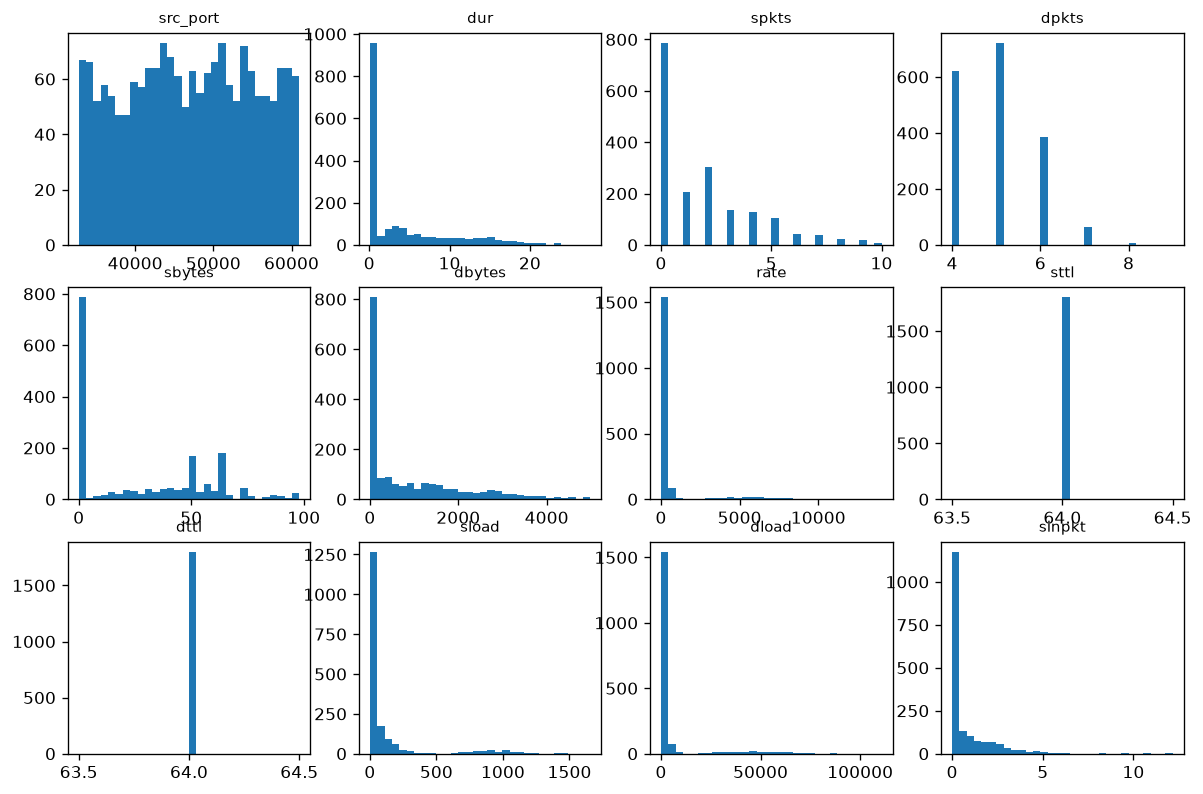 src_port dur spkts dpkts
60 40 20 0
1000 800 600 400 200 0
800 600 400 200 0
600 400 200 0
40000 50000 60000
0 10 20
0 5 10
4 6 8
sbytes dbytes rate sttl
800 600 400 200 0
800 600 400 200 0
1500 1000 500 0
1500 1000 500 0
0 50 100
0 2000 4000
0 5000 10000
63.5 64.0 64.5
dttl sload dload sinpkt
1500 1000 500 0
1250 1000 750 500 250 0
1500 1000 500 0
1000 750 500 250 0
63.5 64.0 64.5
0 500 1000 1500
0 50000 100000
0 5 10